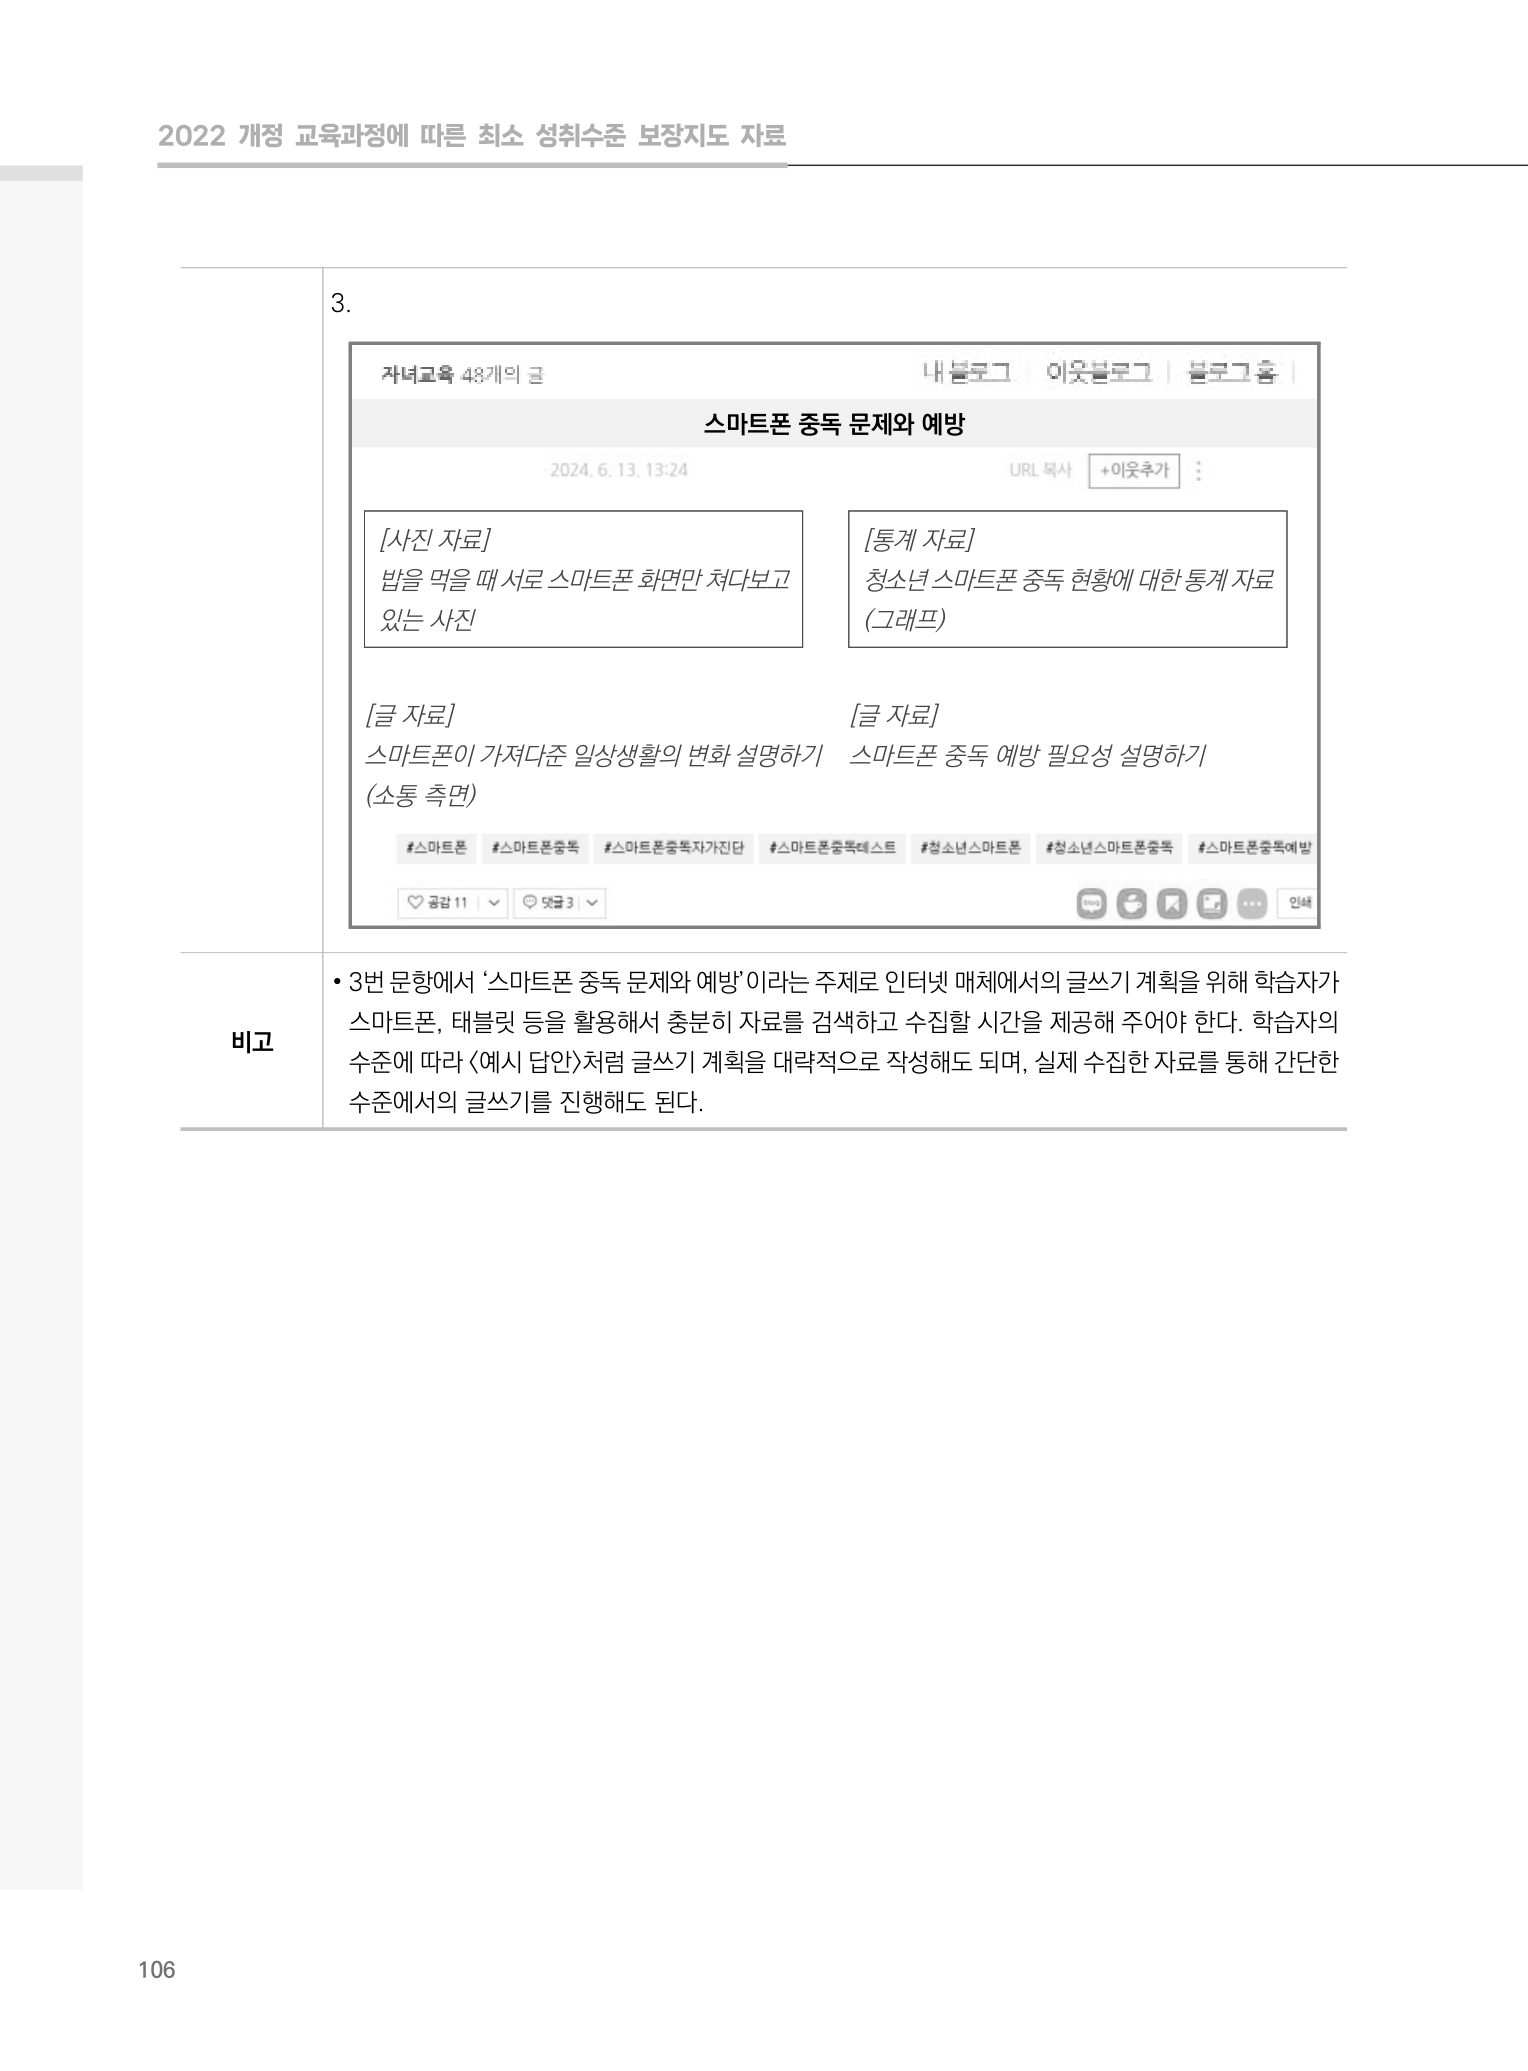 2022 개정 교육과정에 따른 최소 성취수준 보장지도 자료
3.
자녀교육 48개의 글
내 블로그 | 이웃블로그 | 블로그 홈 |
스마트폰 중독 문제와 예방
2024. 6. 13. 13:24
URL 복사 +이웃추가
[사진 자료]
밥을 먹을 때 서로 스마트폰 화면만 쳐다보고
있는 사진
[통계 자료]
청소년 스마트폰 중독 현황에 대한 통계 자료
(그래프)
[글 자료]
스마트폰이 가져다준 일상생활의 변화 설명하기
(소통 측면)
[글 자료]
스마트폰 중독 예방 필요성 설명하기
#스마트폰 #스마트폰중독 #스마트폰중독자가진단 #스마트폰중독테스트 #청소년스마트폰 #청소년스마트폰중독 #스마트폰중독예방
공감 11 댓글 3
blog
인쇄
비고
• 3번 문항에서 ‘스마트폰 중독 문제와 예방’이라는 주제로 인터넷 매체에서의 글쓰기 계획을 위해 학습자가
스마트폰, 태블릿 등을 활용해서 충분히 자료를 검색하고 수집할 시간을 제공해 주어야 한다. 학습자의
수준에 따라 〈예시 답안〉처럼 글쓰기 계획을 대략적으로 작성해도 되며, 실제 수집한 자료를 통해 간단한
수준에서의 글쓰기를 진행해도 된다.
106